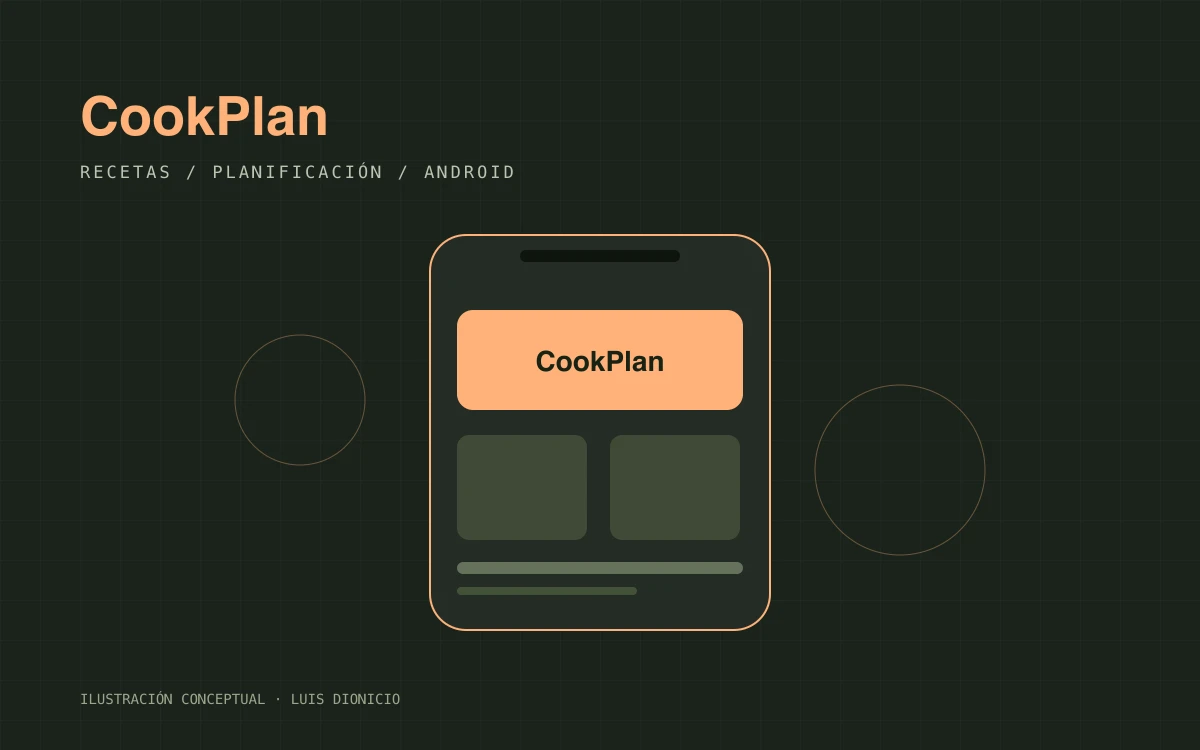 CookPlan
RECETAS / PLANIFICACIÓN / ANDROID
CookPlan
ILUSTRACIÓN CONCEPTUAL · LUIS DIONICIO